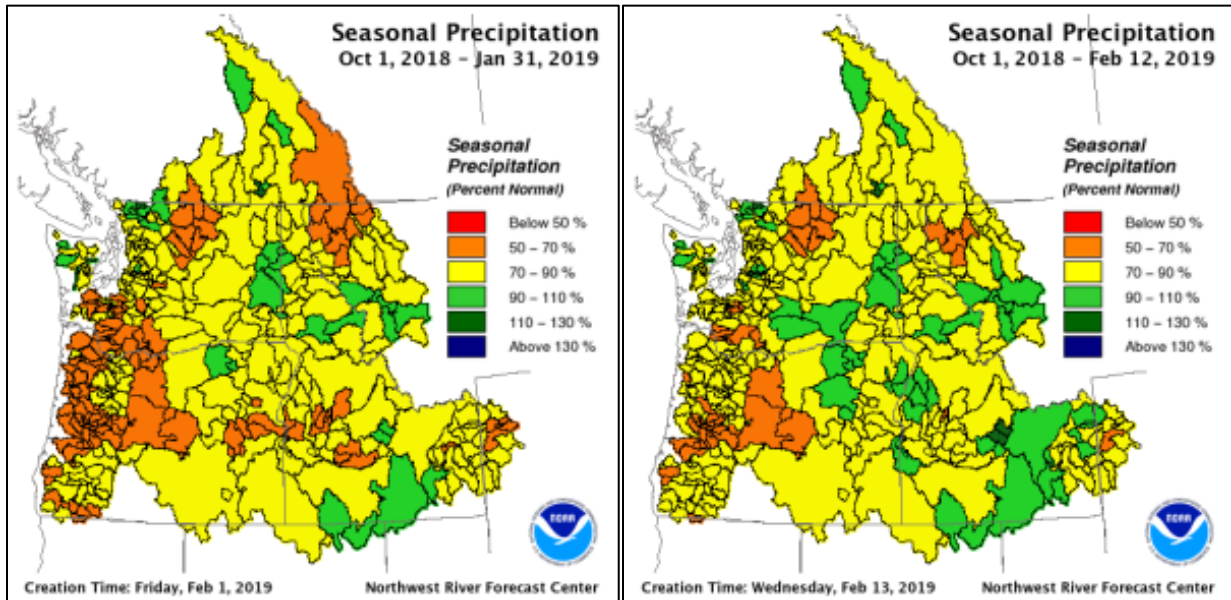 Seasonal Precipitation
Oct 1, 2018 – Jan 31, 2019
Seasonal
Precipitation
(Percent Normal)
Below 50 %
50 – 70 %
70 – 90 %
90 – 110 %
110 – 130 %
Above 130 %
NOAA
Creation Time: Friday, Feb 1, 2019
Northwest River Forecast Center
Seasonal Precipitation
Oct 1, 2018 – Feb 12, 2019
Seasonal
Precipitation
(Percent Normal)
Below 50 %
50 – 70 %
70 – 90 %
90 – 110 %
110 – 130 %
Above 130 %
NOAA
Creation Time: Wednesday, Feb 13, 2019
Northwest River Forecast Center